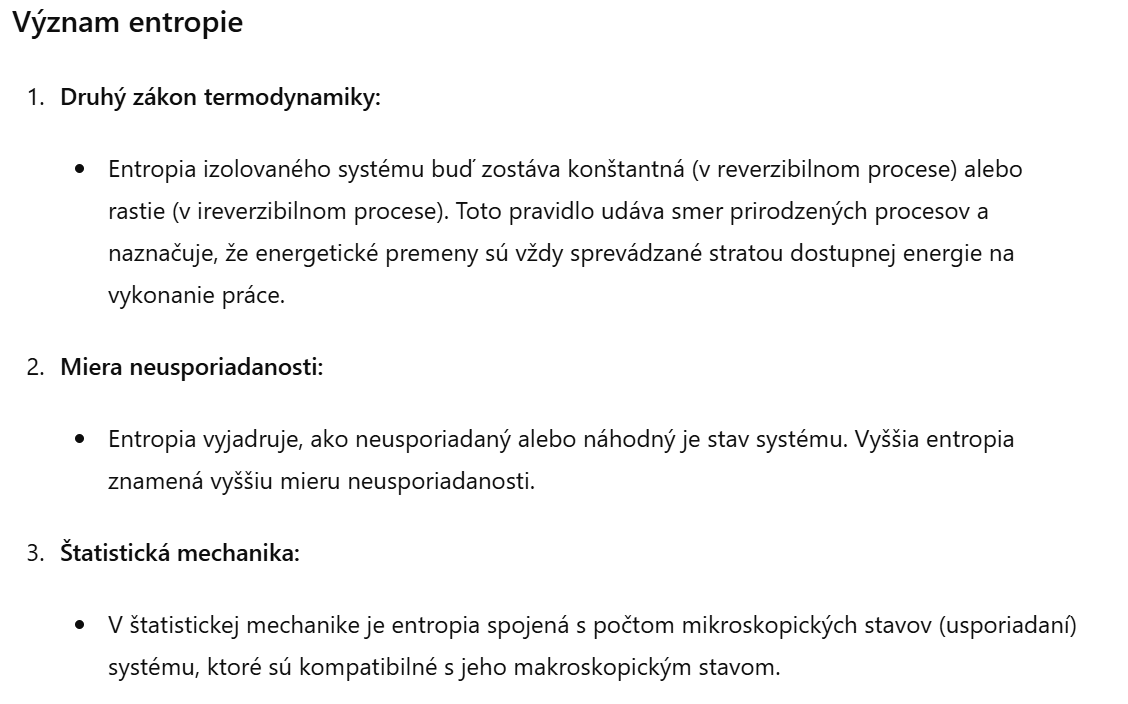 Význam entropie
1. Druhý zákon termodynamiky:
• Entropia izolovaného systému buď zostáva konštantná (v reverzibilnom procese) alebo
rastie (v ireverzibilnom procese). Toto pravidlo udáva smer prirodzených procesov a
naznačuje, že energetické premeny sú vždy sprevádzané stratou dostupnej energie na
vykonanie práce.
2. Miera neusporiadanosti:
• Entropia vyjadruje, ako neusporiadaný alebo náhodný je stav systému. Vyššia entropia
znamená vyššiu mieru neusporiadanosti.
3. Štatistická mechanika:
• V štatistickej mechanike je entropia spojená s počtom mikroskopických stavov (usporiadaní)
systému, ktoré sú kompatibilné s jeho makroskopickým stavom.